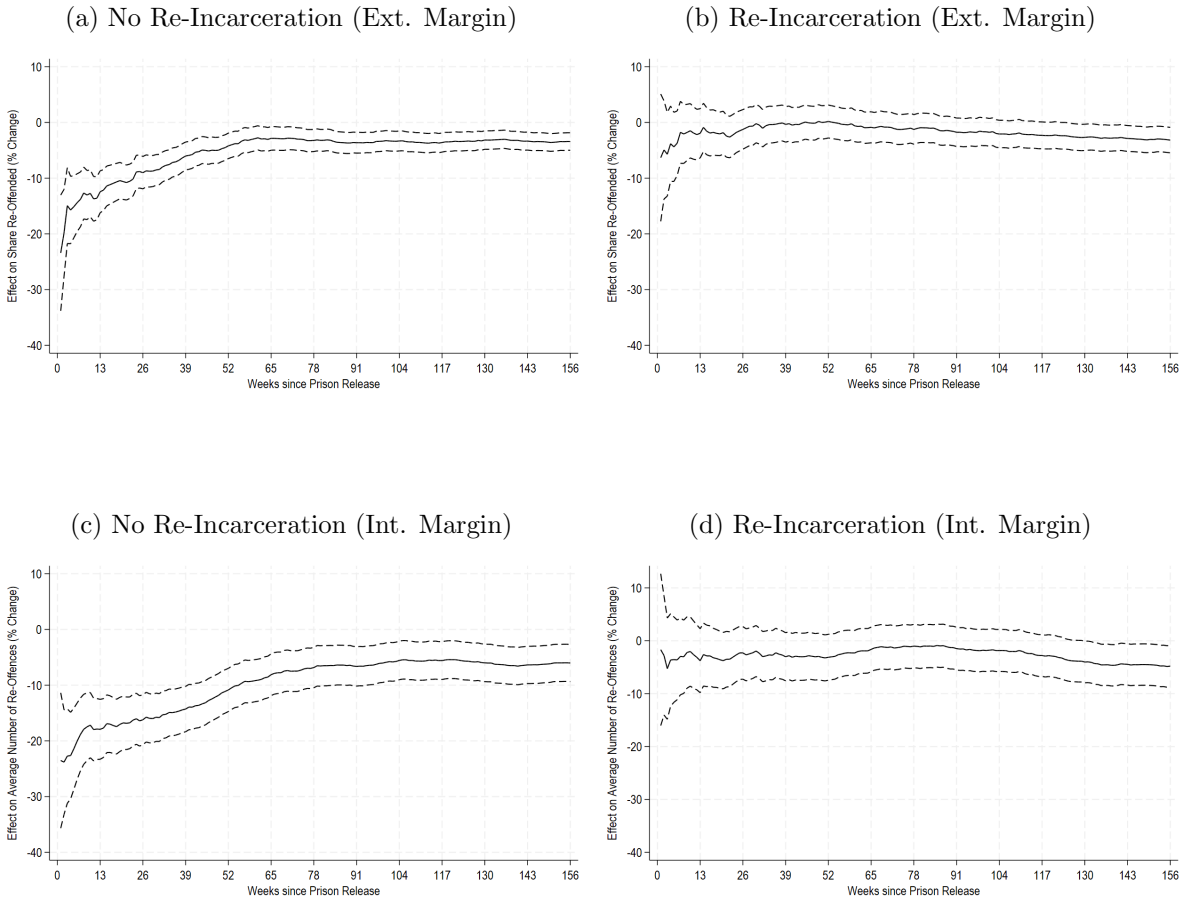 (a) No Re-Incarceration (Ext. Margin)
10
0
-10
-20
-30
-40
Effect on Share Re-Offended (% Change)
0 13 26 39 52 65 78 91 104 117 130 143 156
Weeks since Prison Release
(b) Re-Incarceration (Ext. Margin)
10
0
-10
-20
-30
-40
Effect on Share Re-Offended (% Change)
0 13 26 39 52 65 78 91 104 117 130 143 156
Weeks since Prison Release
(c) No Re-Incarceration (Int. Margin)
10
0
-10
-20
-30
-40
Effect on Average Number of Re-Offences (% Change)
0 13 26 39 52 65 78 91 104 117 130 143 156
Weeks since Prison Release
(d) Re-Incarceration (Int. Margin)
10
0
-10
-20
-30
-40
Effect on Average Number of Re-Offences (% Change)
0 13 26 39 52 65 78 91 104 117 130 143 156
Weeks since Prison Release